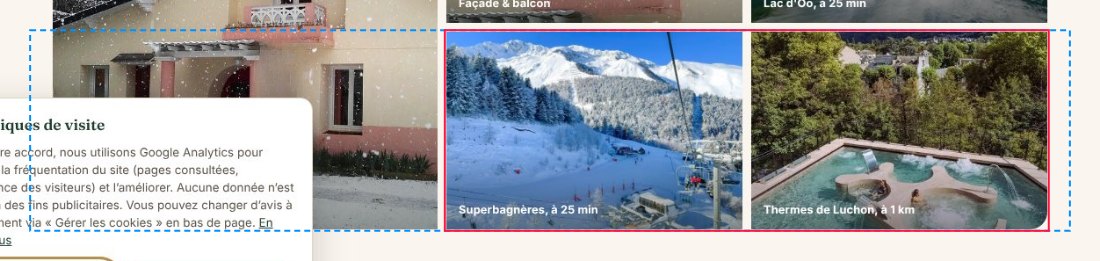 Façade & balcon
Lac d'Oo, à 25 min
iques de visite
re accord, nous utilisons Google Analytics pour
la fréquentation du site (pages consultées,
nce des visiteurs) et l'améliorer. Aucune donnée n'est
à des fins publicitaires. Vous pouvez changer d'avis à
ment via « Gérer les cookies » en bas de page. En
us
Superbagnères, à 25 min
Thermes de Luchon, à 1 km